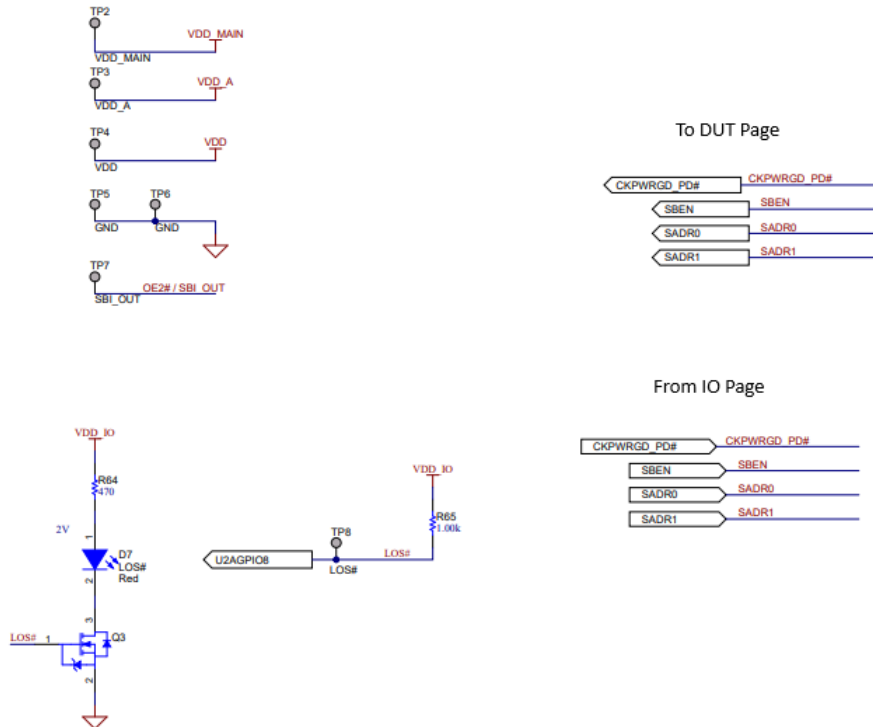 TP2
VDD_MAIN
VDD_MAIN
TP3
VDD_A
VDD_A
TP4
VDD
VDD
TP5
TP6
GND
GND
TP7
OE2# / SBI_OUT
SBI_OUT
To DUT Page
CKPWRGD_PD#
CKPWRGD_PD#
SBEN
SBEN
SADR0
SADR0
SADR1
SADR1
VDD_IO
R64
470
2V
1
D7
LOS#
Red
2
3
LOS#
1
Q3
2
VDD_IO
R65
1.00k
TP8
U2AGPIO8
LOS#
LOS#
From IO Page
CKPWRGD_PD#
CKPWRGD_PD#
SBEN
SBEN
SADR0
SADR0
SADR1
SADR1